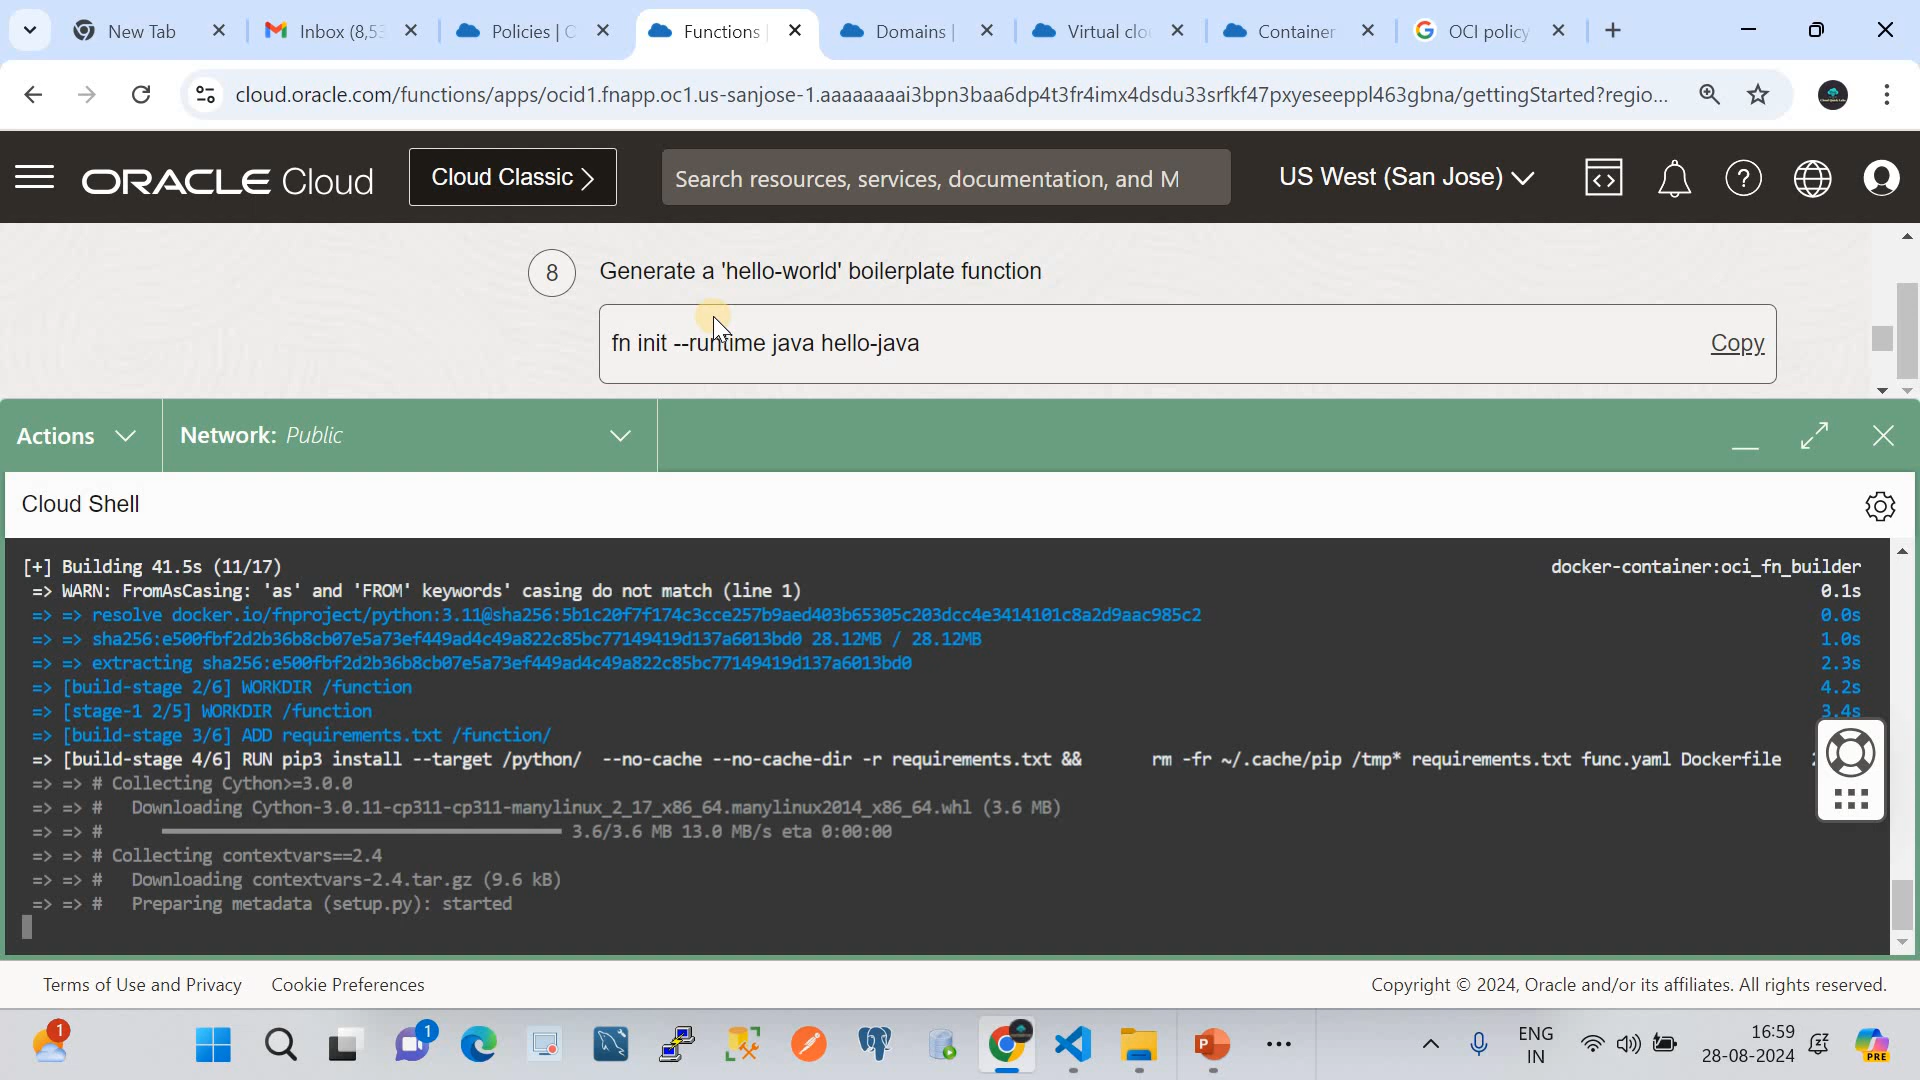 New Tab
Inbox (8,53
Policies | O
Functions |
Domains |
Virtual clo
Container
OCI policy
cloud.oracle.com/functions/apps/ocid1.fnapp.oc1.us-sanjose-1.aaaaaaaai3bpn3baa6dp4t3fr4imx4dsdu33srfkf47pxyeseeppl463gbna/gettingStarted?regio...
ORACLE Cloud
Cloud Classic >
Search resources, services, documentation, and M
US West (San Jose)
8
Generate a 'hello-world' boilerplate function
fn init --runtime java hello-java
Copy
Actions
Network: Public
Cloud Shell
[+] Building 41.5s (11/17) docker-container:oci_fn_builder
=> WARN: FromAsCasing: 'as' and 'FROM' keywords' casing do not match (line 1) 0.1s
=> => resolve docker.io/fnproject/python:3.11@sha256:5b1c20f7f174c3cce257b9aed403b65305c203dcc4e3414101c8a2d9aac985c2 0.0s
=> => sha256:e500fbf2d2b36b8cb07e5a73ef449ad4c49a822c85bc77149419d137a6013bd0 28.12MB / 28.12MB 1.0s
=> => extracting sha256:e500fbf2d2b36b8cb07e5a73ef449ad4c49a822c85bc77149419d137a6013bd0 2.3s
=> [build-stage 2/6] WORKDIR /function 4.2s
=> [stage-1 2/5] WORKDIR /function 3.4s
=> [build-stage 3/6] ADD requirements.txt /function/
=> [build-stage 4/6] RUN pip3 install --target /python/ --no-cache --no-cache-dir -r requirements.txt && rm -fr ~/.cache/pip /tmp* requirements.txt func.yaml Dockerfile
=> => # Collecting Cython>=3.0.0
=> => # Downloading Cython-3.0.11-cp311-cp311-manylinux_2_17_x86_64.manylinux2014_x86_64.whl (3.6 MB)
=> => # 3.6/3.6 MB 13.0 MB/s eta 0:00:00
=> => # Collecting contextvars==2.4
=> => # Downloading contextvars-2.4.tar.gz (9.6 kB)
=> => # Preparing metadata (setup.py): started
Terms of Use and Privacy
Cookie Preferences
Copyright © 2024, Oracle and/or its affiliates. All rights reserved.
1
1
ENG
IN
16:59
28-08-2024
PRE